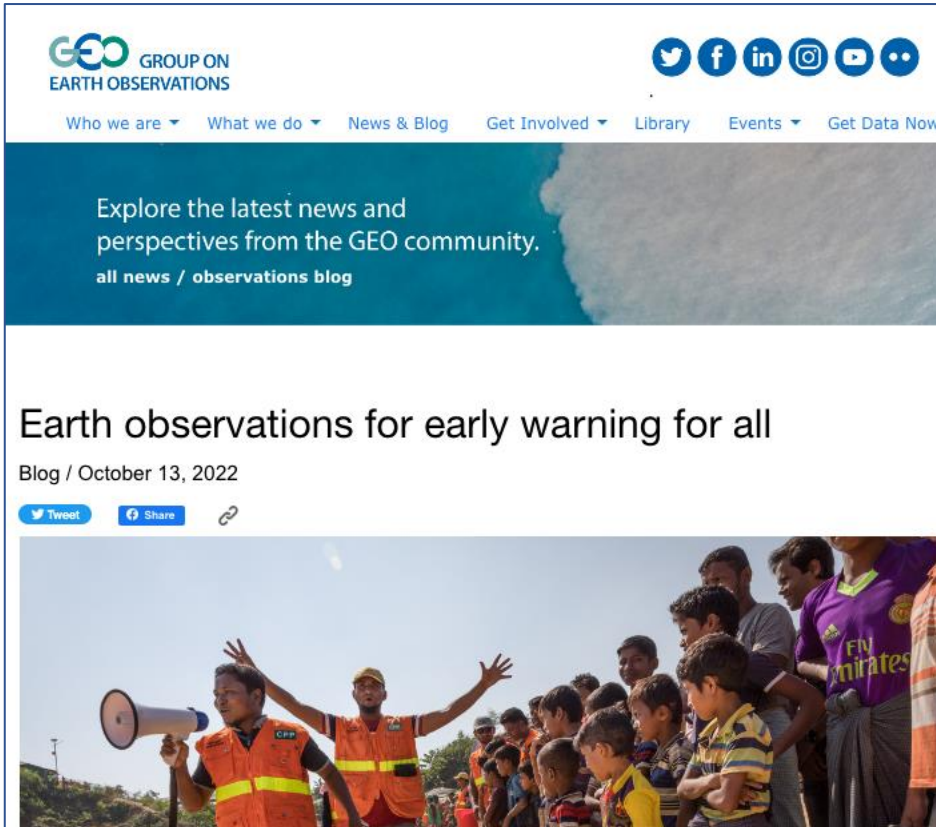 GEO GROUP ON
EARTH OBSERVATIONS
Who we are What we do News & Blog Get Involved Library Events Get Data Now
Explore the latest news and
perspectives from the GEO community.
all news / observations blog
Earth observations for early warning for all
Blog / October 13, 2022
Tweet Share
CPP
Fly
Emirates